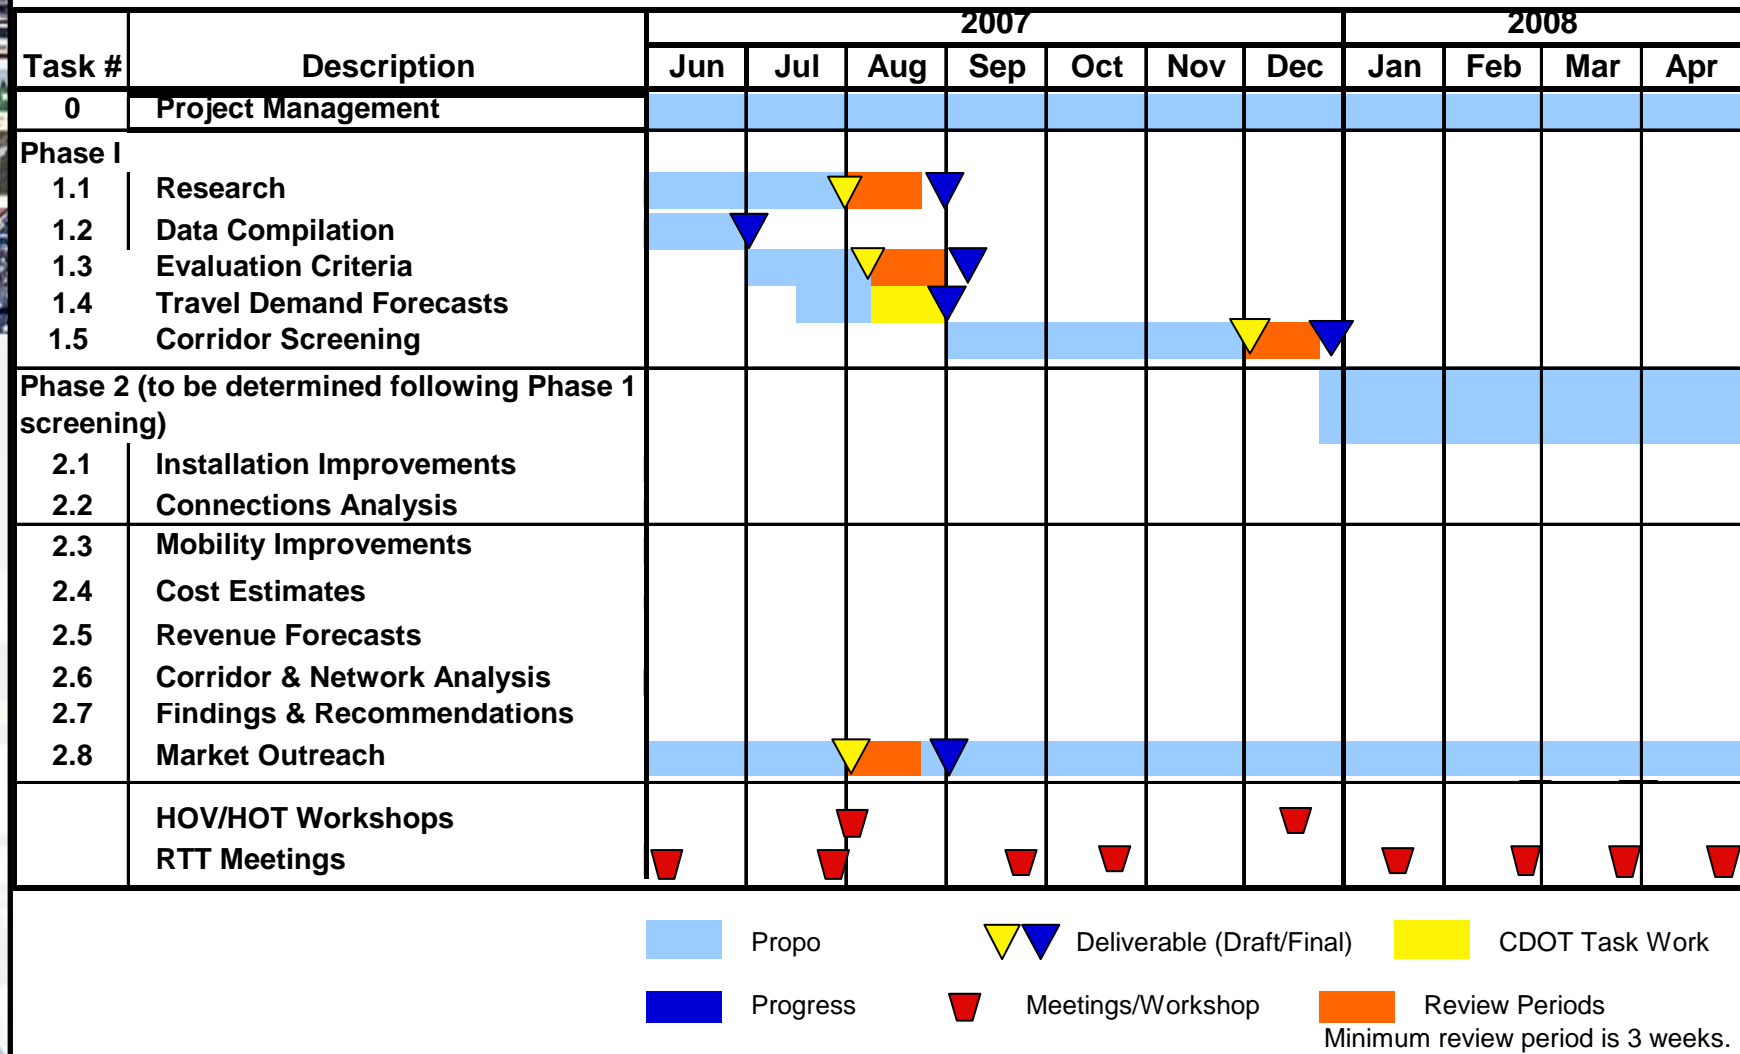 2007 2008
Task # Description Jun Jul Aug Sep Oct Nov Dec Jan Feb Mar Apr
0 Project Management
Phase I
1.1 Research
1.2 Data Compilation
1.3 Evaluation Criteria
1.4 Travel Demand Forecasts
1.5 Corridor Screening
Phase 2 (to be determined following Phase 1
screening)
2.1 Installation Improvements
2.2 Connections Analysis
2.3 Mobility Improvements
2.4 Cost Estimates
2.5 Revenue Forecasts
2.6 Corridor & Network Analysis
2.7 Findings & Recommendations
2.8 Market Outreach
HOV/HOT Workshops
RTT Meetings
Propo Deliverable (Draft/Final) CDOT Task Work
Progress Meetings/Workshop Review Periods
Minimum review period is 3 weeks.